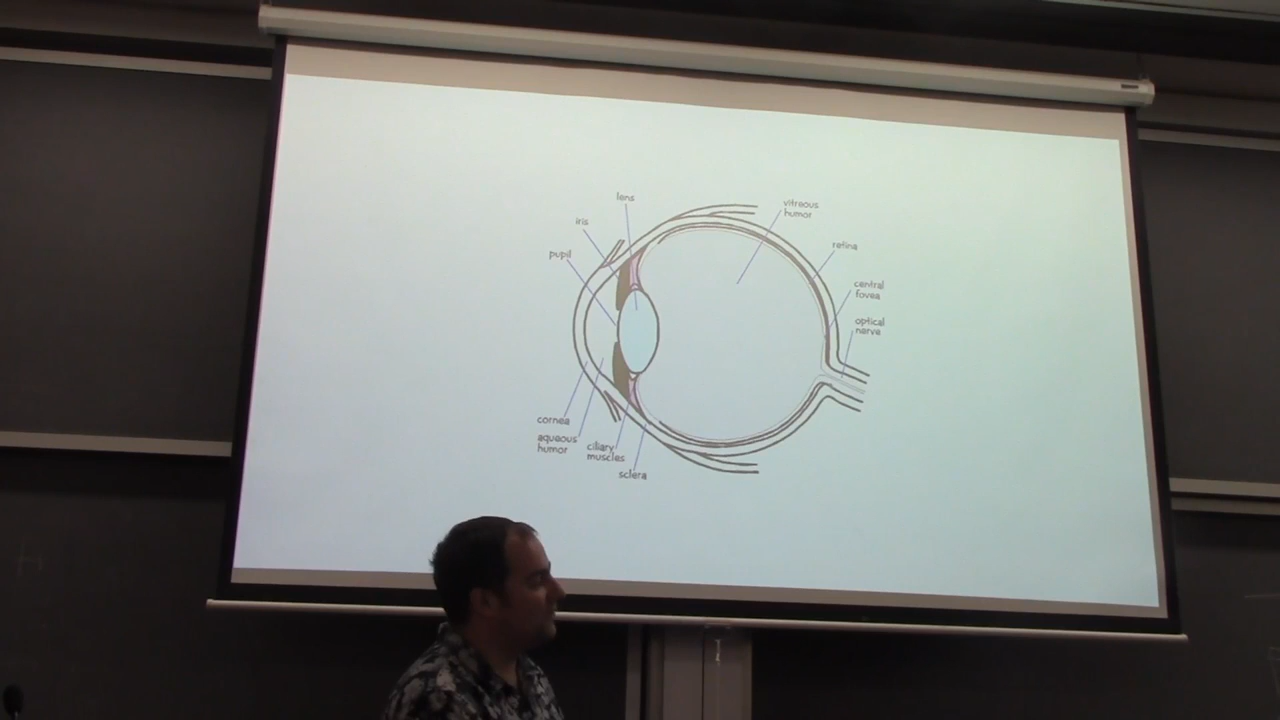 lens
iris
pupil
vitreous
humor
retina
central
fovea
optical
nerve
cornea
aqueous
humor
ciliary
muscles
sclera